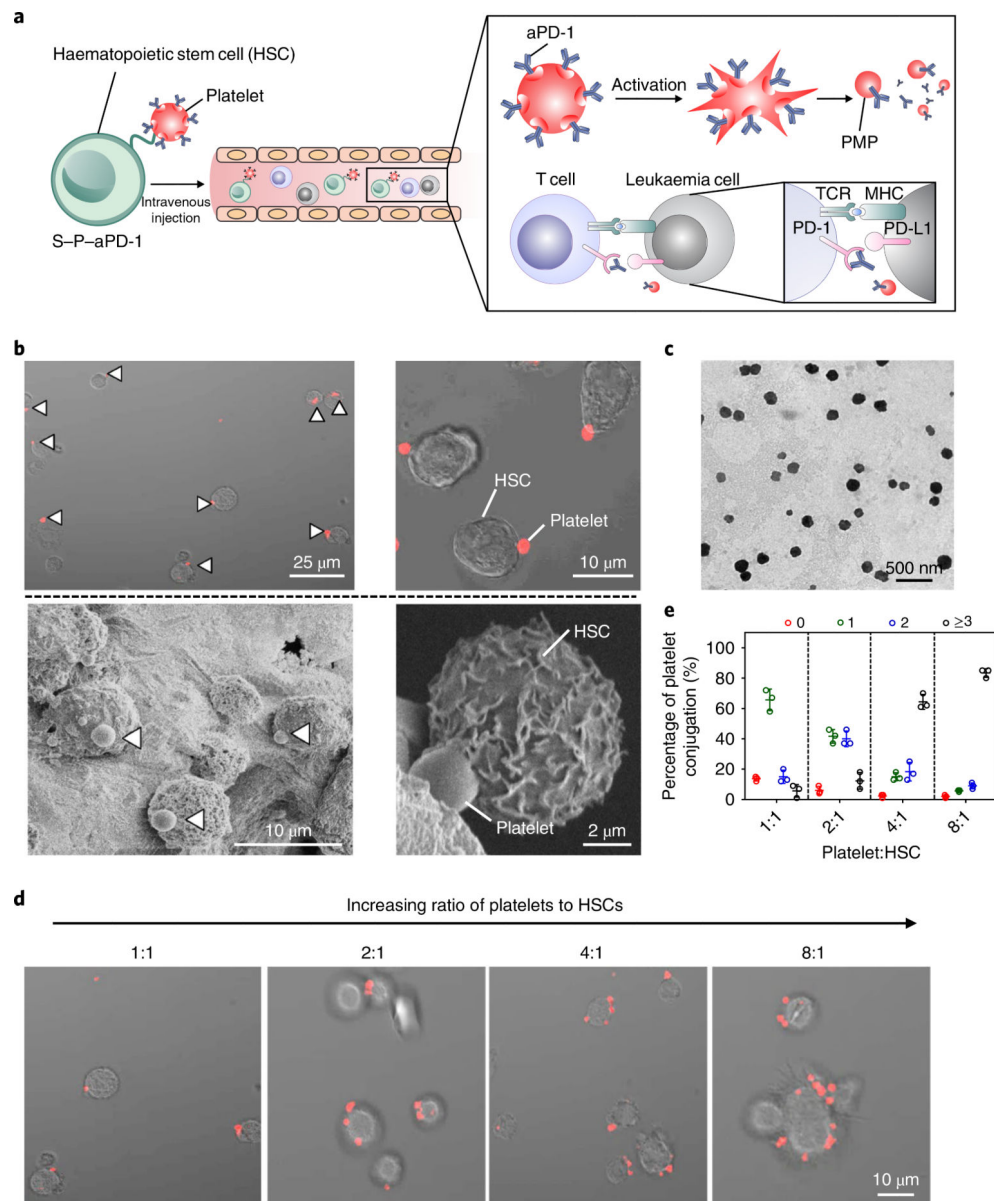 a
Haematopoietic stem cell (HSC)
Platelet
Intravenous
injection
S–P–aPD-1
aPD-1
Activation
PMP
T cell
Leukaemia cell
TCR
MHC
PD-1
PD-L1
b
25 μm
HSC
Platelet
10 μm
10 μm
HSC
Platelet
2 μm
c
500 nm
e
0 1 2 ≥3
Percentage of platelet
conjugation (%)
100
80
60
40
20
0
1:1 2:1 4:1 8:1
Platelet:HSC
d
Increasing ratio of platelets to HSCs
1:1 2:1 4:1 8:1
10 μm